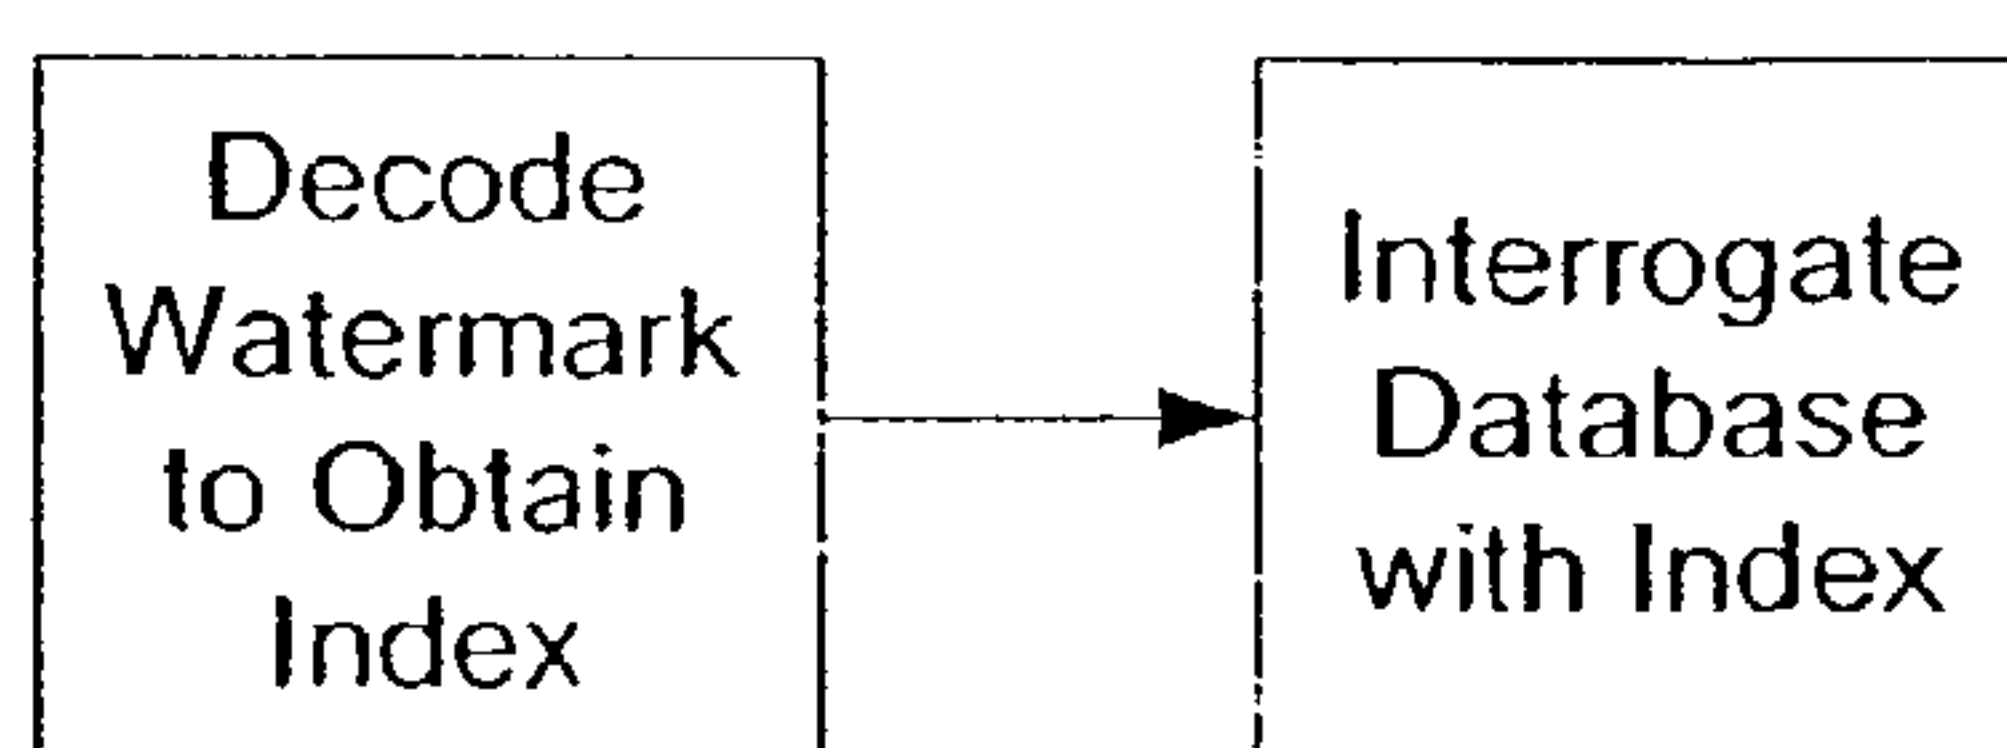 Decode
Watermark
to Obtain
Index
Interrogate
Database
with Index